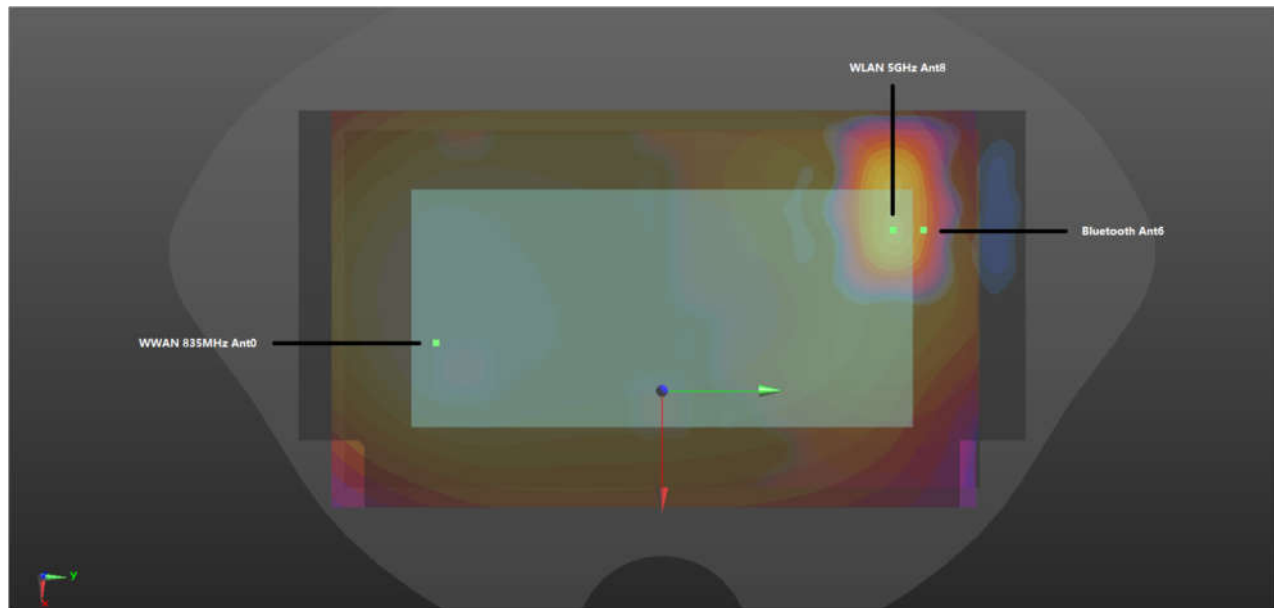 WLAN 5GHz Ant8
Bluetooth Ant6
WWAN 835MHz Ant0
y
x